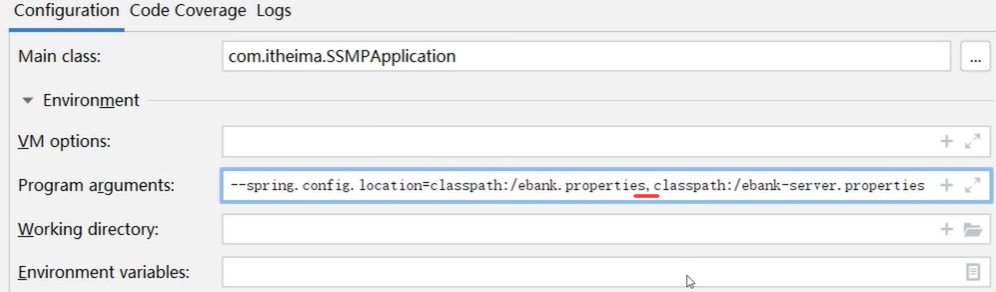 Configuration Code Coverage Logs
Main class: com.itheima.SSMPApplication ...
Environment
VM options:
Program arguments: --spring.config.location=classpath:/ebank.properties,classpath:/ebank-server.properties
Working directory:
Environment variables: